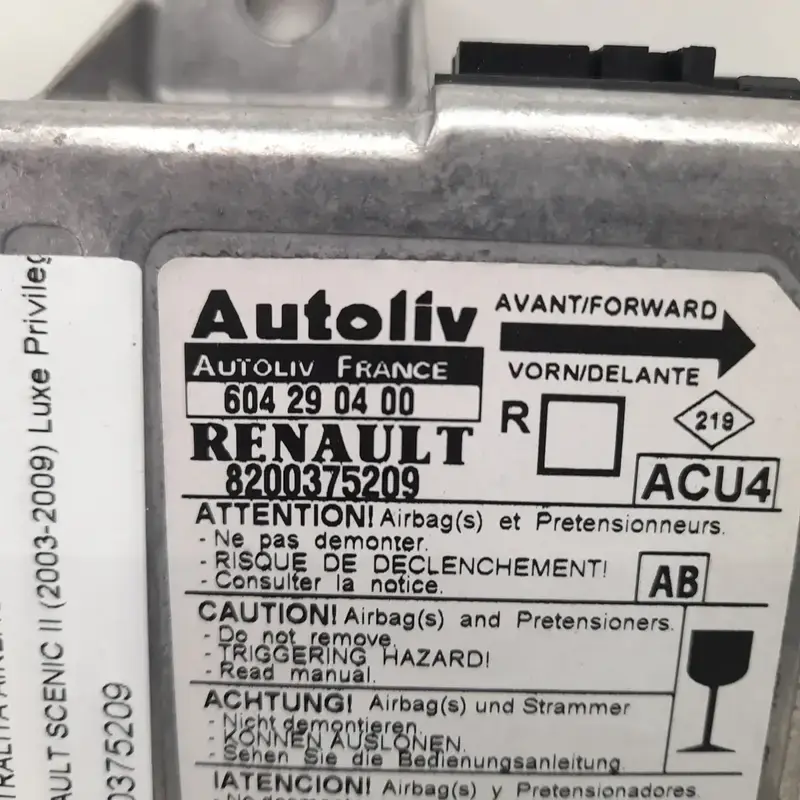 Autoliv
AUTOLIV FRANCE
604 29 04 00
RENAULT
8200375209
AVANT/FORWARD
VORN/DELANTE
R
219
ACU4
ATTENTION! Airbag(s) et Pretensionneurs.
- Ne pas demonter.
- RISQUE DE DECLENCHEMENT!
- Consulter la notice.
AB
CAUTION! Airbag(s) and Pretensioners.
- Do not remove.
- TRIGGERING HAZARD!
- Read manual.
ACHTUNG! Airbag(s) und Strammer
- Nicht demontieren.
- KONNEN AUSLONEN.
- Sehen Sie die Bedienungsanleitung.
!ATENCION! Airbag(s) y Pretensionadores.
AULT SCENIC II (2003-2009) Luxe Privileg
0375209